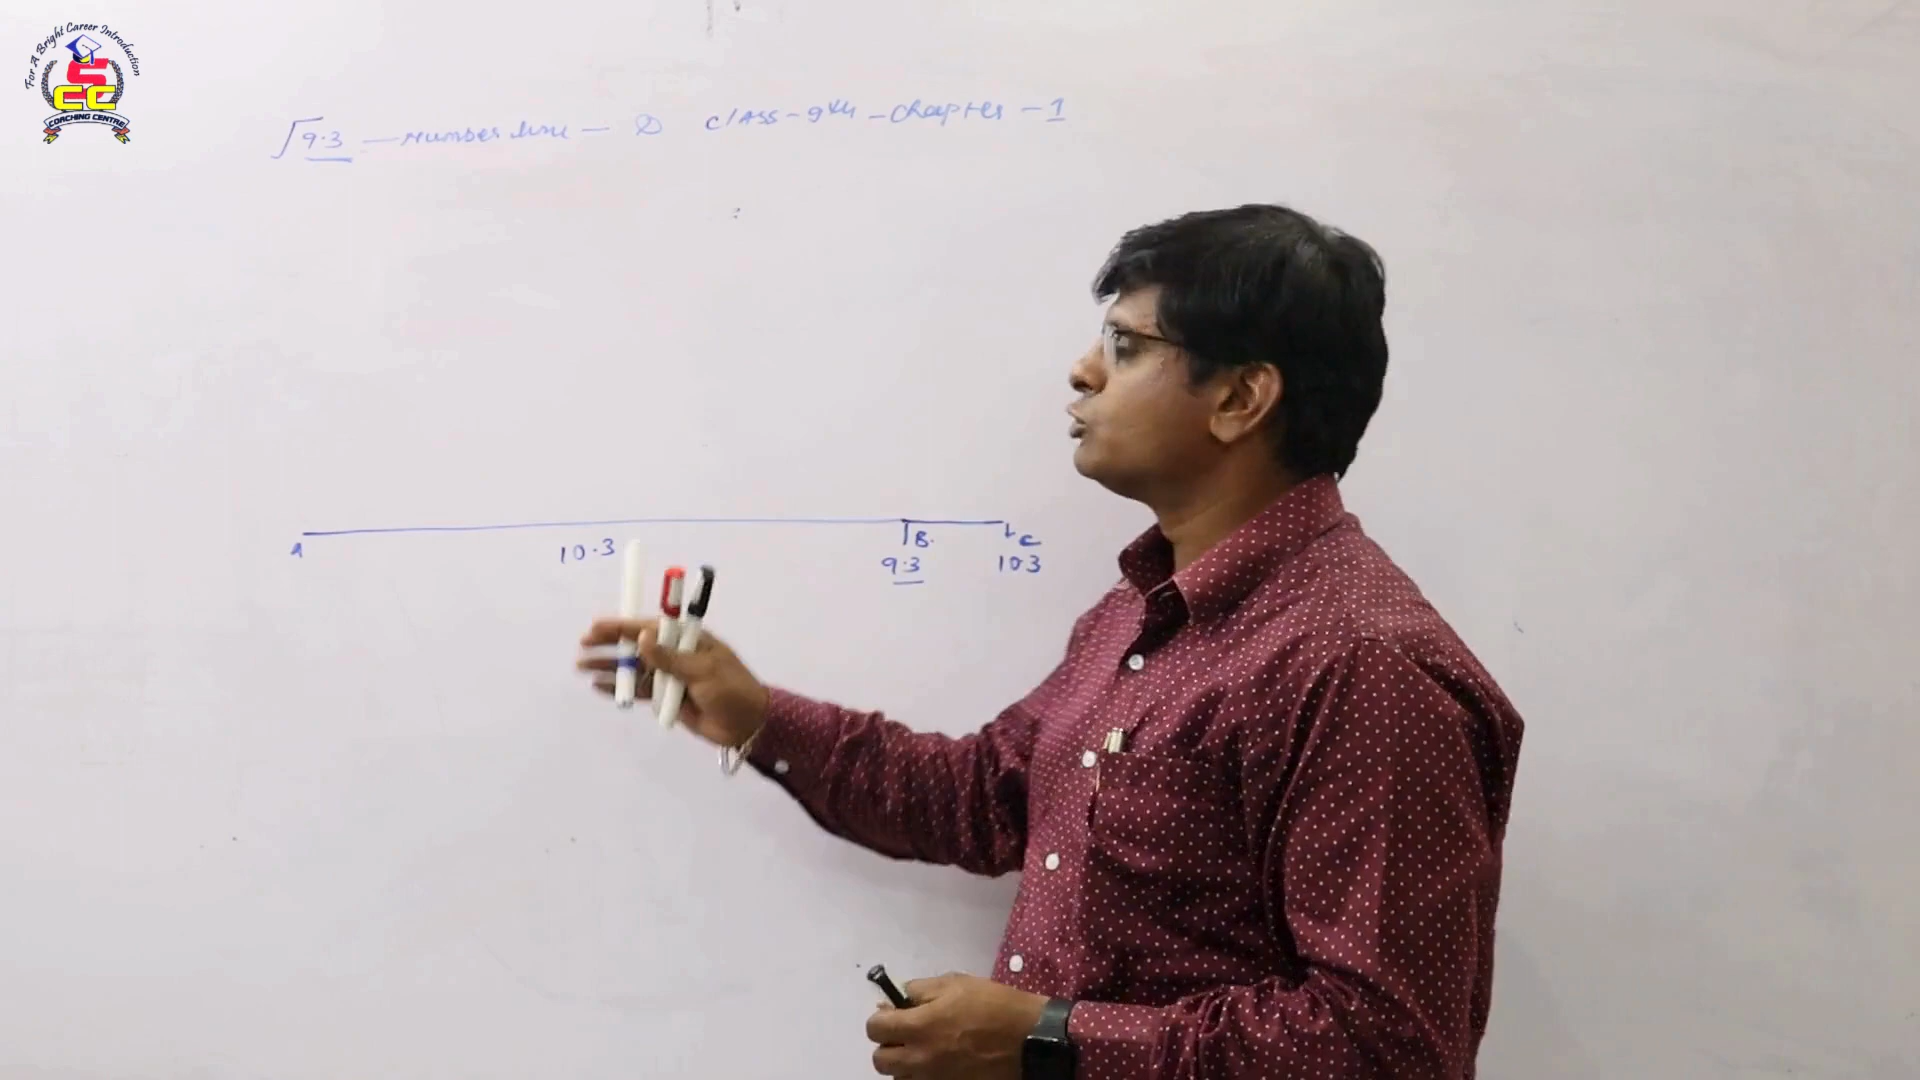 For A Bright Career Introduction
SCC
COACHING CENTRE
√9.3 — Number line — class - 9th - chapter - 1
A 10.3 B. C
9.3 10.3